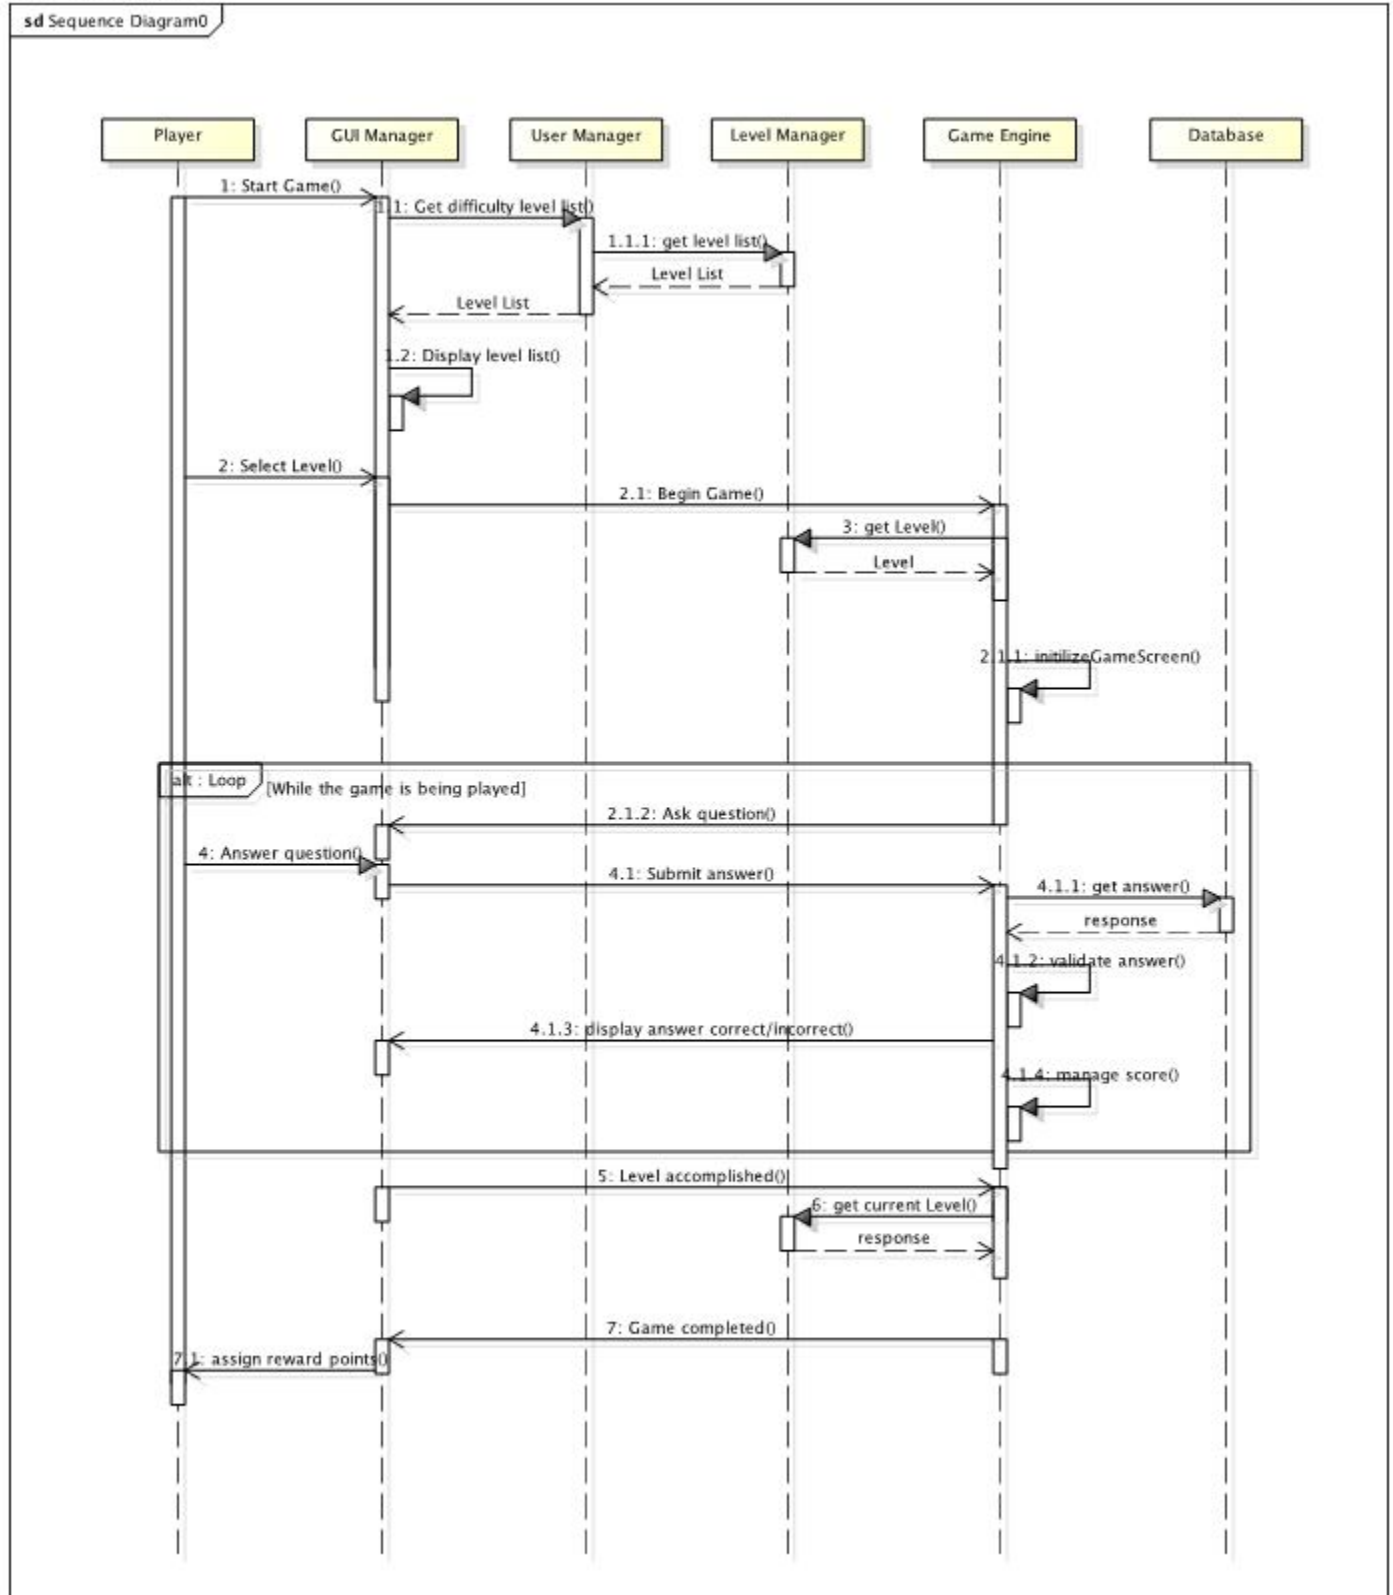 sd Sequence Diagram0
Player
GUI Manager
User Manager
Level Manager
Game Engine
Database
1: Start Game()
1.1: Get difficulty level list()
1.1.1: get level list()
Level List
Level List
1.2: Display level list()
2: Select Level()
2.1: Begin Game()
3: get Level()
Level
2.1.1: initilizeGameScreen()
alt : Loop
[While the game is being played]
2.1.2: Ask question()
4: Answer question()
4.1: Submit answer()
4.1.1: get answer()
response
4.1.2: validate answer()
4.1.3: display answer correct/incorrect()
4.1.4: manage score()
5: Level accomplished()
6: get current Level()
response
7: Game completed()
7.1: assign reward points()